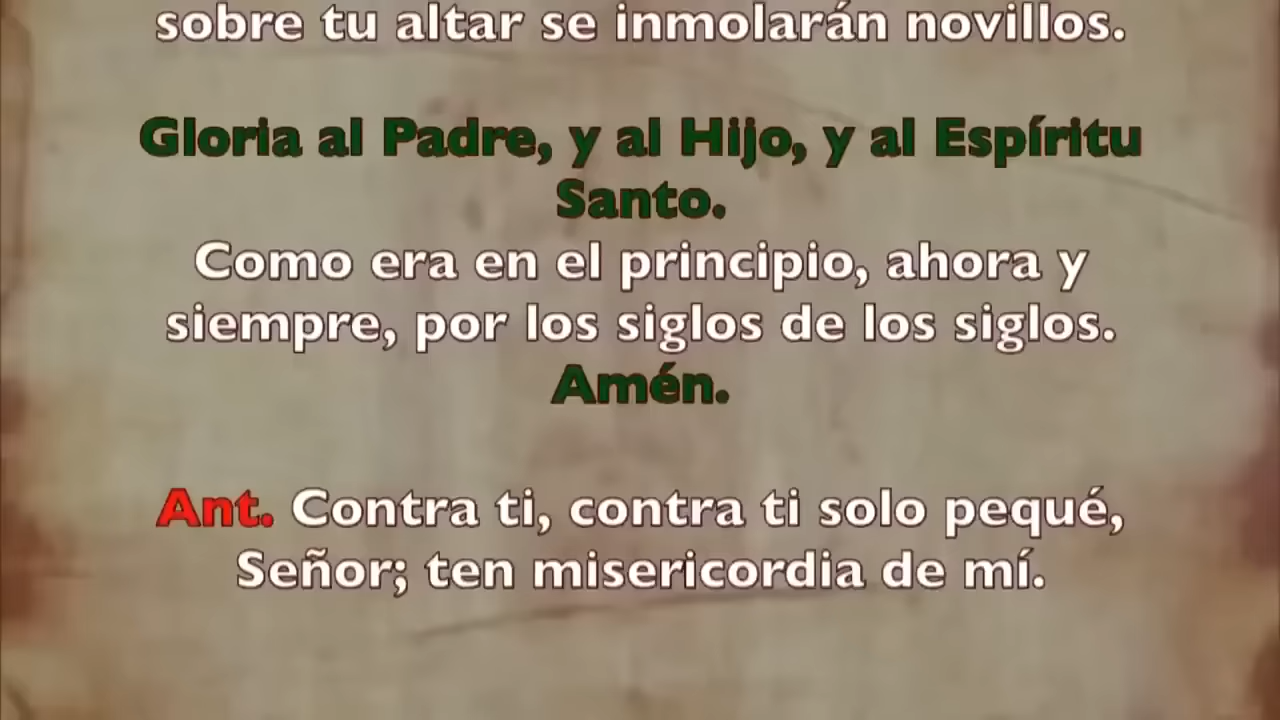 sobre tu altar se inmolarán novillos.
Gloria al Padre, y al Hijo, y al Espíritu
Santo.
Como era en el principio, ahora y
siempre, por los siglos de los siglos.
Amén.
Ant. Contra ti, contra ti solo pequé,
Señor; ten misericordia de mí.